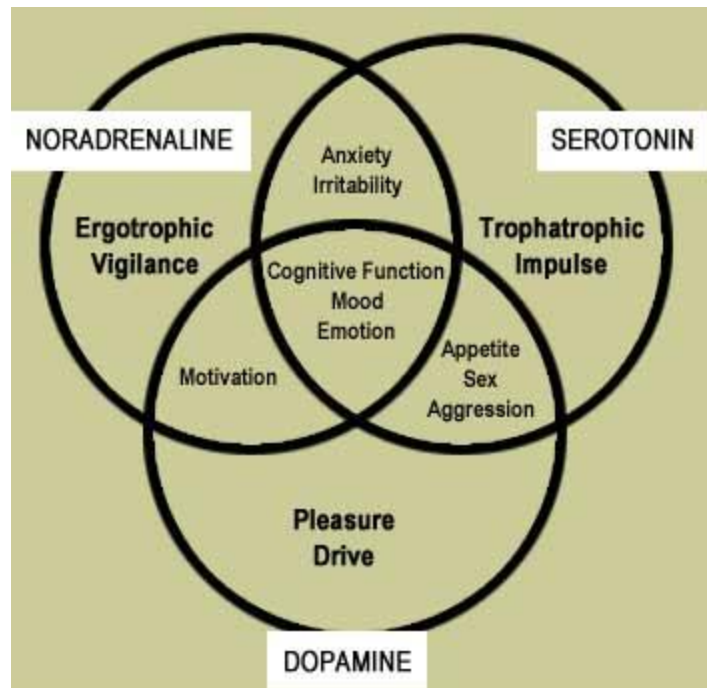 NORADRENALINE
SEROTONIN
Anxiety
Irritability
Ergotrophic
Vigilance
Trophatrophic
Impulse
Cognitive Function
Mood
Emotion
Motivation
Appetite
Sex
Aggression
Pleasure
Drive
DOPAMINE